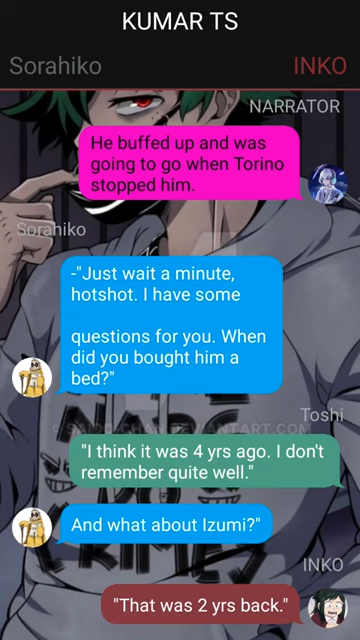 KUMAR TS
Sorahiko
INKO
NARRATOR
He buffed up and was
going to go when Torino
stopped him.
Sorahiko
-"Just wait a minute,
hotshot. I have some
questions for you. When
did you bought him a
bed?"
Toshi
"I think it was 4 yrs ago. I don't
remember quite well."
And what about Izumi?"
INKO
"That was 2 yrs back."